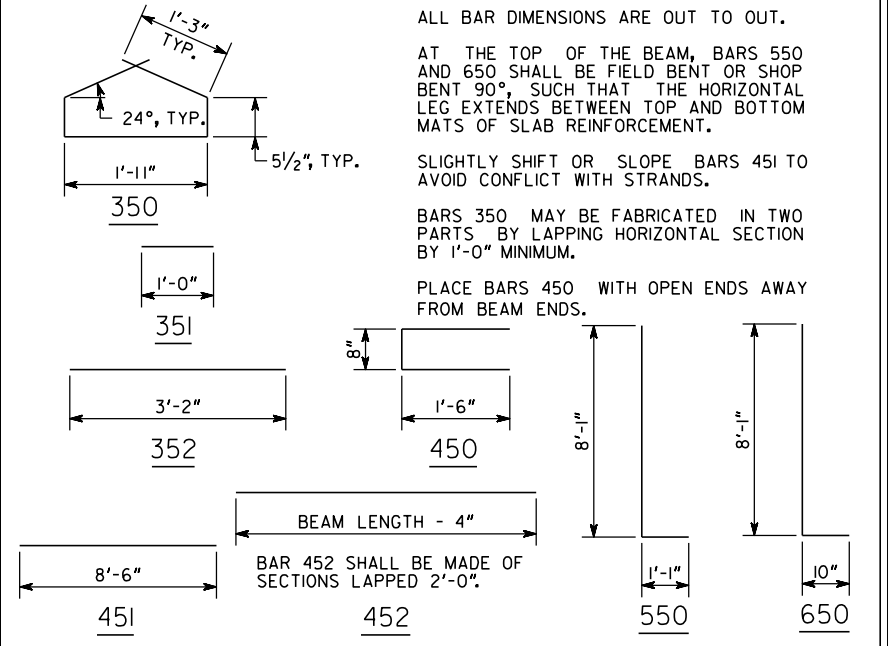 1'-3"
TYP.
24°, TYP.
5½", TYP.
1'-11"
350
ALL BAR DIMENSIONS ARE OUT TO OUT.
AT THE TOP OF THE BEAM, BARS 550
AND 650 SHALL BE FIELD BENT OR SHOP
BENT 90°, SUCH THAT THE HORIZONTAL
LEG EXTENDS BETWEEN TOP AND BOTTOM
MATS OF SLAB REINFORCEMENT.
SLIGHTLY SHIFT OR SLOPE BARS 451 TO
AVOID CONFLICT WITH STRANDS.
BARS 350 MAY BE FABRICATED IN TWO
PARTS BY LAPPING HORIZONTAL SECTION
BY 1'-0" MINIMUM.
PLACE BARS 450 WITH OPEN ENDS AWAY
FROM BEAM ENDS.
1'-0"
351
3'-2"
352
8"
1'-6"
450
8'-1"
1'-1"
550
8'-1"
10"
650
8'-6"
451
BEAM LENGTH - 4"
BAR 452 SHALL BE MADE OF
SECTIONS LAPPED 2'-0".
452